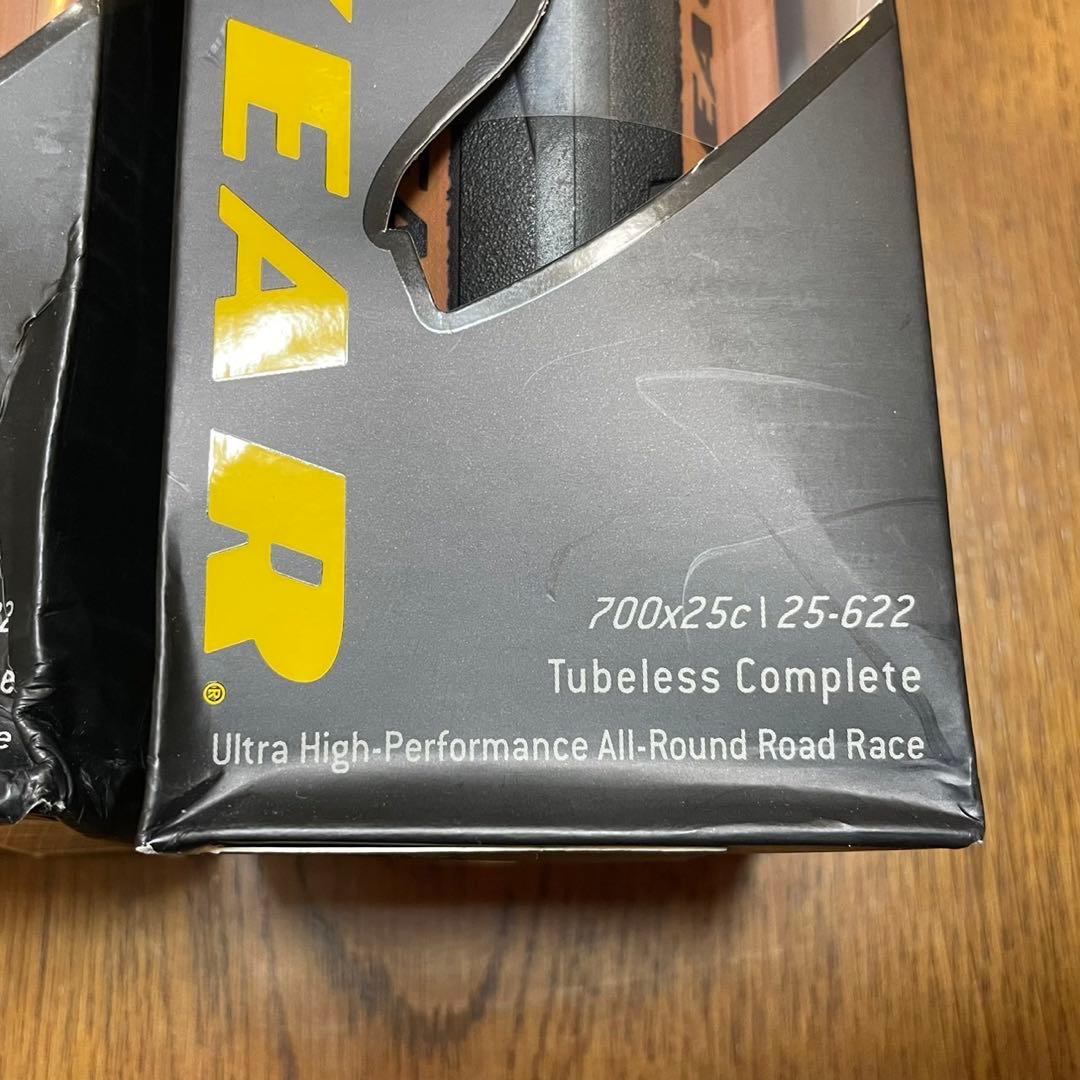 EAR®
700x25c | 25-622
Tubeless Complete
Ultra High-Performance All-Round Road Race